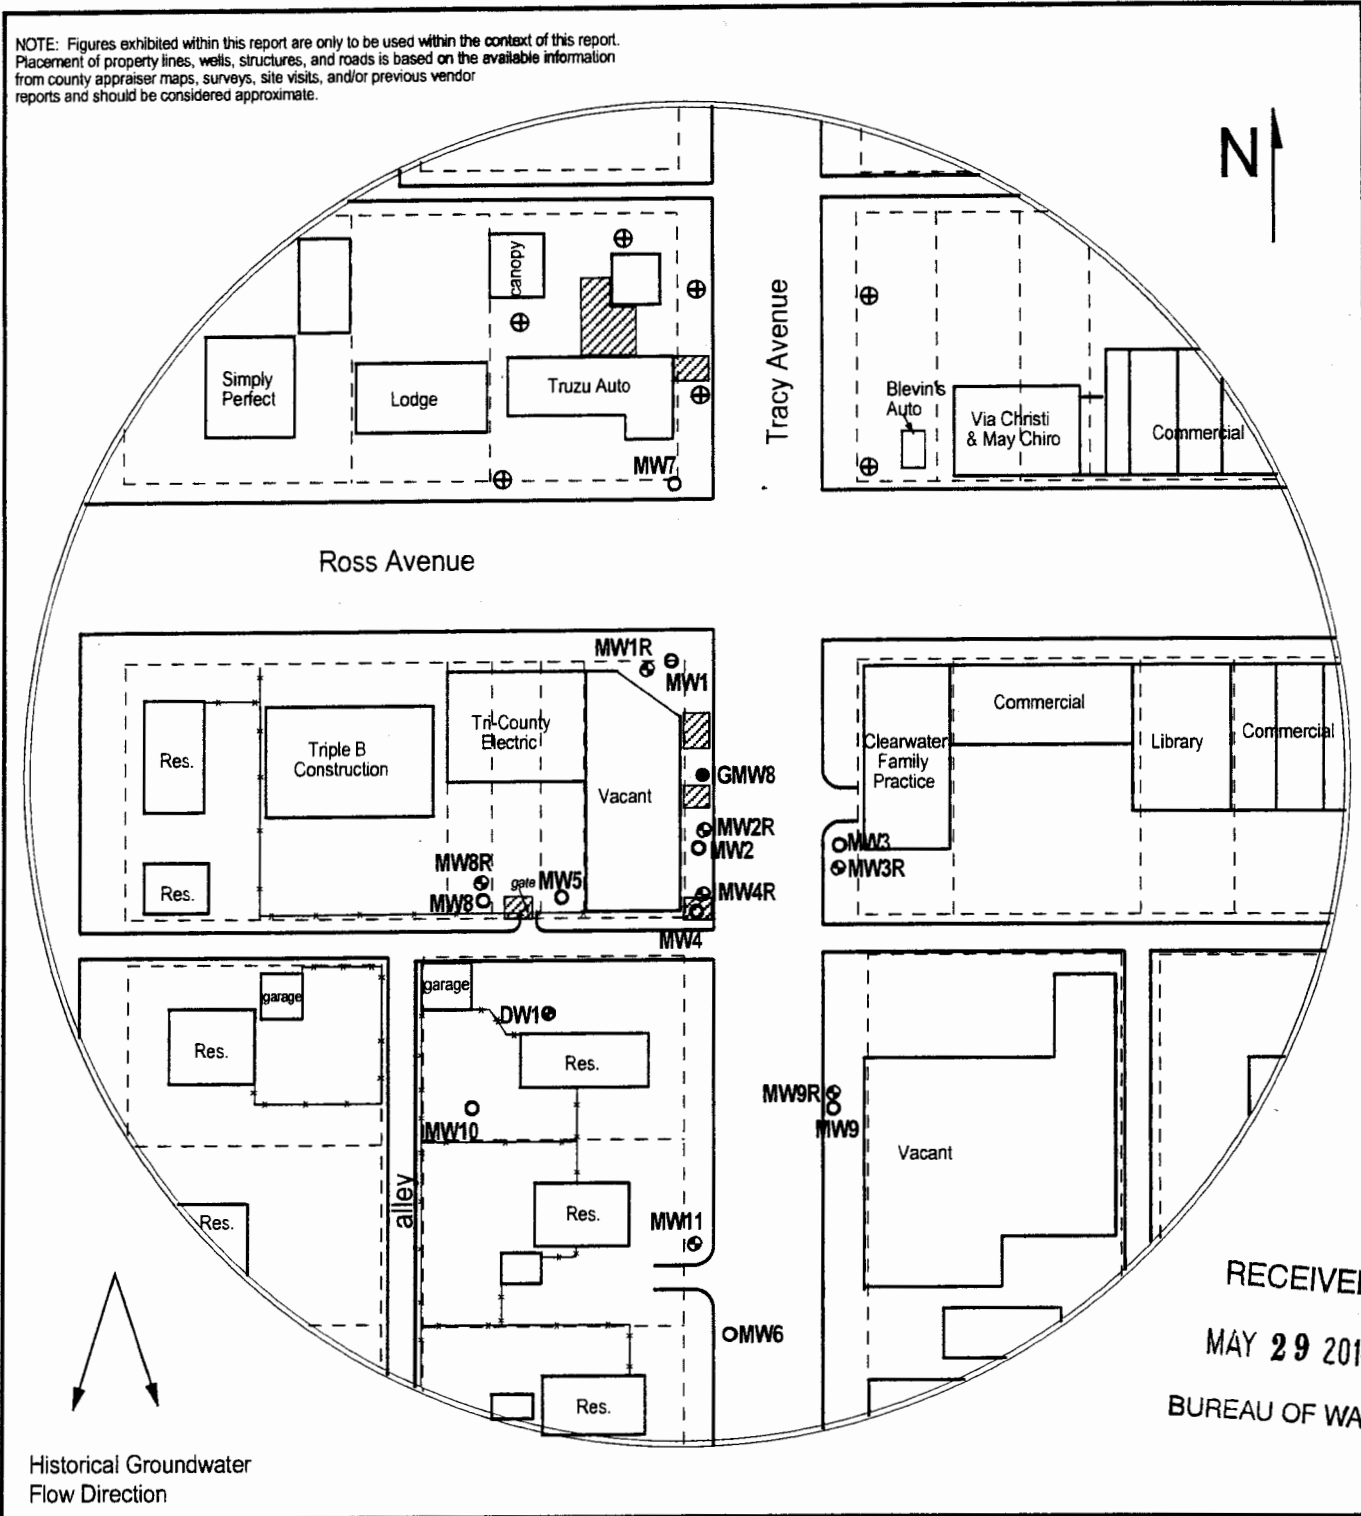 NOTE: Figures exhibited within this report are only to be used within the context of this report.
Placement of property lines, wells, structures, and roads is based on the available information
from county appraiser maps, surveys, site visits, and/or previous vendor
reports and should be considered approximate.
N
canopy
Simply
Perfect
Lodge
Truzu Auto
Tracy Avenue
Blevin's
Auto
Via Christi
& May Chiro
Commercial
MW7
Ross Avenue
MW1R
MW1
Res.
Triple B
Construction
Tri-County
Electric
Vacant
GMW8
Clearwater
Family
Practice
Commercial
Library
Commercial
MW2R
MW2
MW3
MW3R
Res.
MW8R
MW8
gate
MW5
MW4R
MW4
garage
garage
DW1
Res.
Res.
MW10
MW9R
MW9
Vacant
alley
Res.
Res.
MW11
MW6
Res.
Historical Groundwater
Flow Direction
RECEIVE
MAY 29 201
BUREAU OF WA